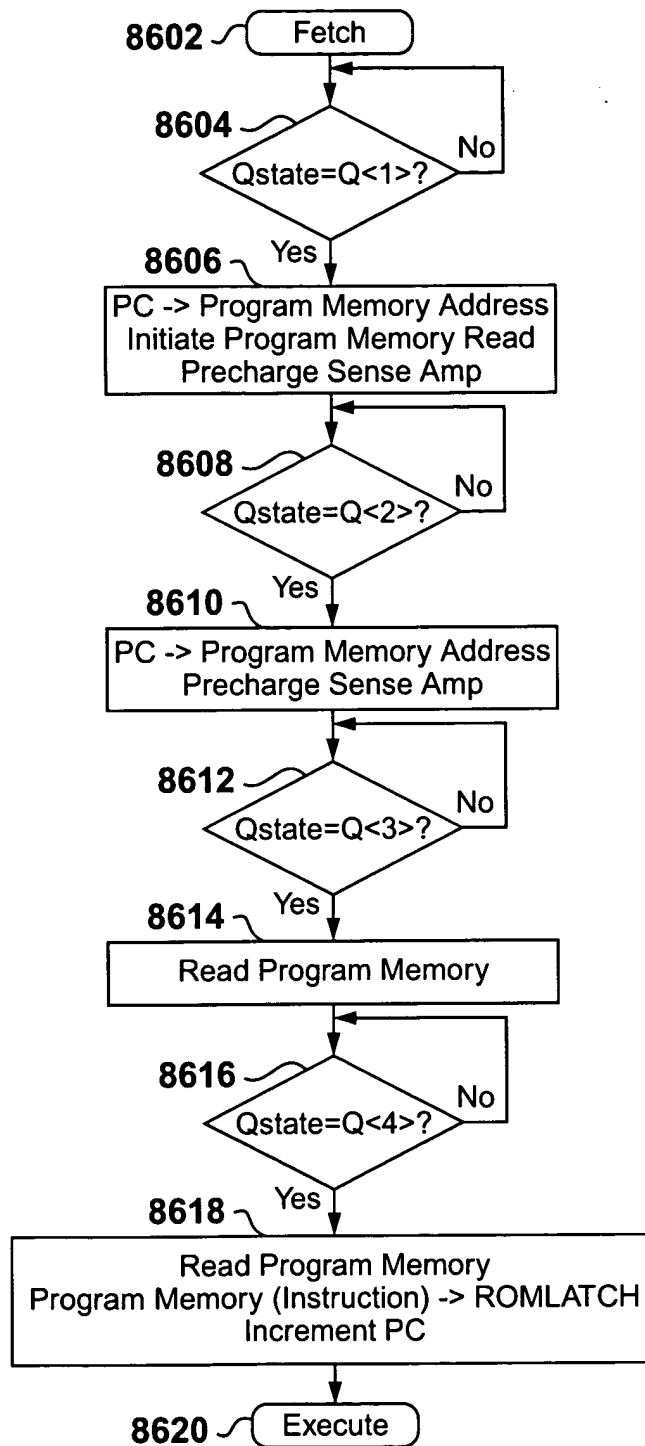 8602 Fetch
8604
Qstate=Q<1>?
No
Yes
8606
PC -> Program Memory Address
Initiate Program Memory Read
Precharge Sense Amp
8608
Qstate=Q<2>?
No
Yes
8610
PC -> Program Memory Address
Precharge Sense Amp
8612
Qstate=Q<3>?
No
Yes
8614
Read Program Memory
8616
Qstate=Q<4>?
No
Yes
8618
Read Program Memory
Program Memory (Instruction) -> ROMLATCH
Increment PC
8620 Execute